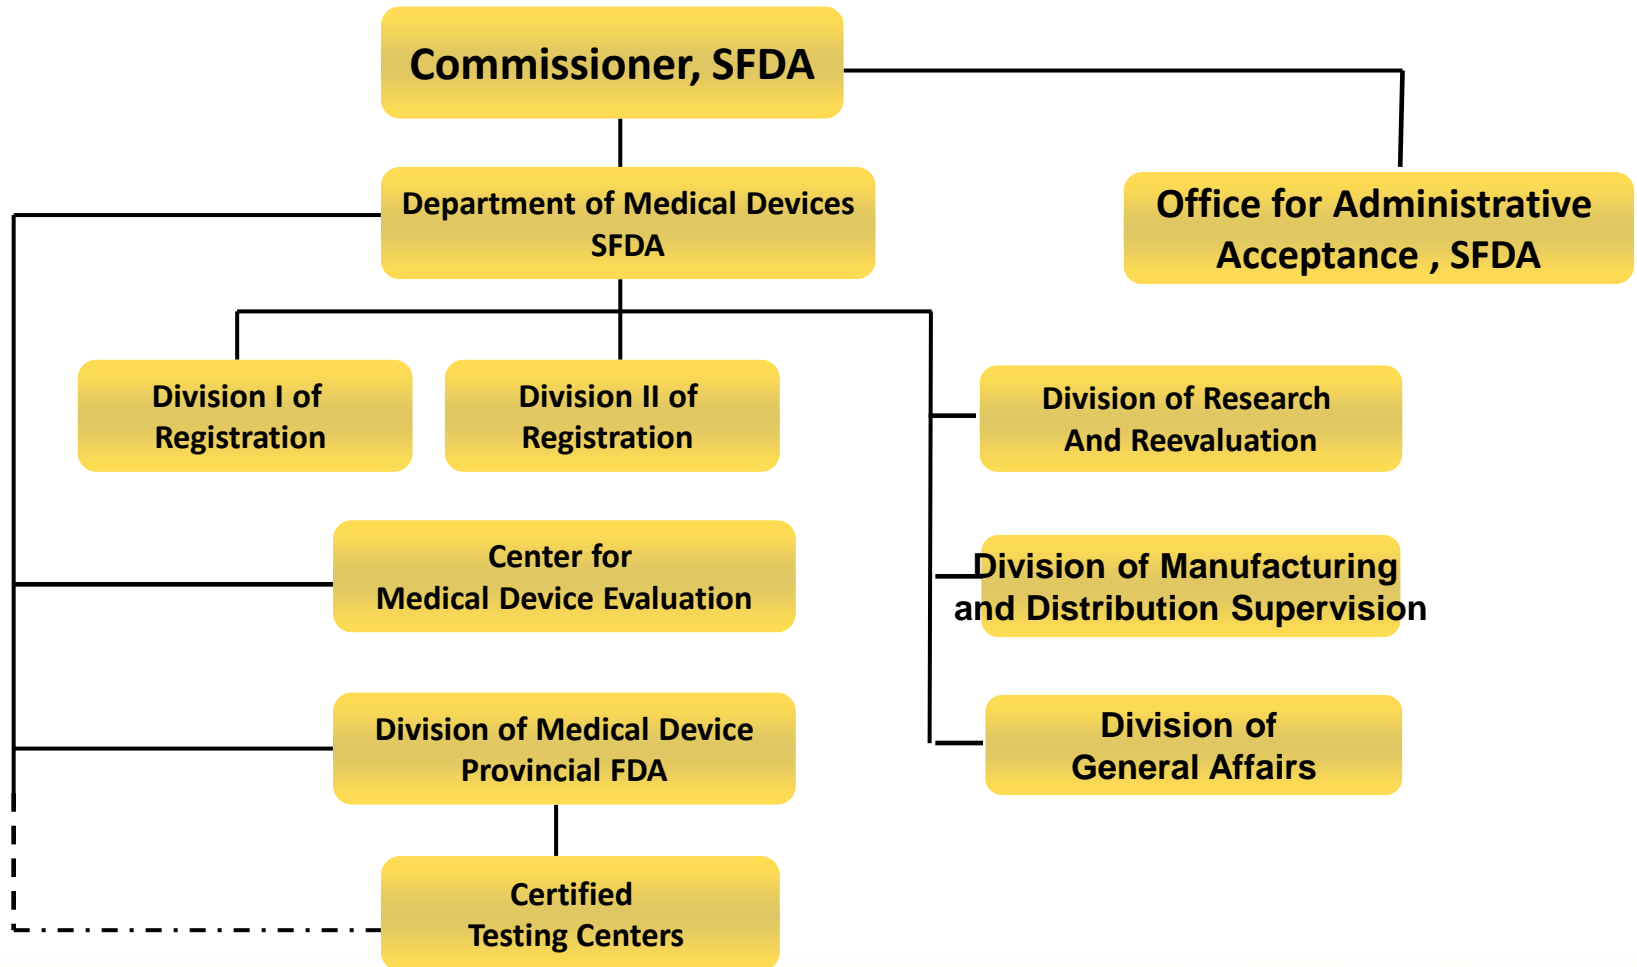 Commissioner, SFDA
Department of Medical Devices
SFDA
Office for Administrative
Acceptance , SFDA
Division I of
Registration
Division II of
Registration
Division of Research
And Reevaluation
Center for
Medical Device Evaluation
Division of Manufacturing
and Distribution Supervision
Division of Medical Device
Provincial FDA
Division of
General Affairs
Certified
Testing Centers